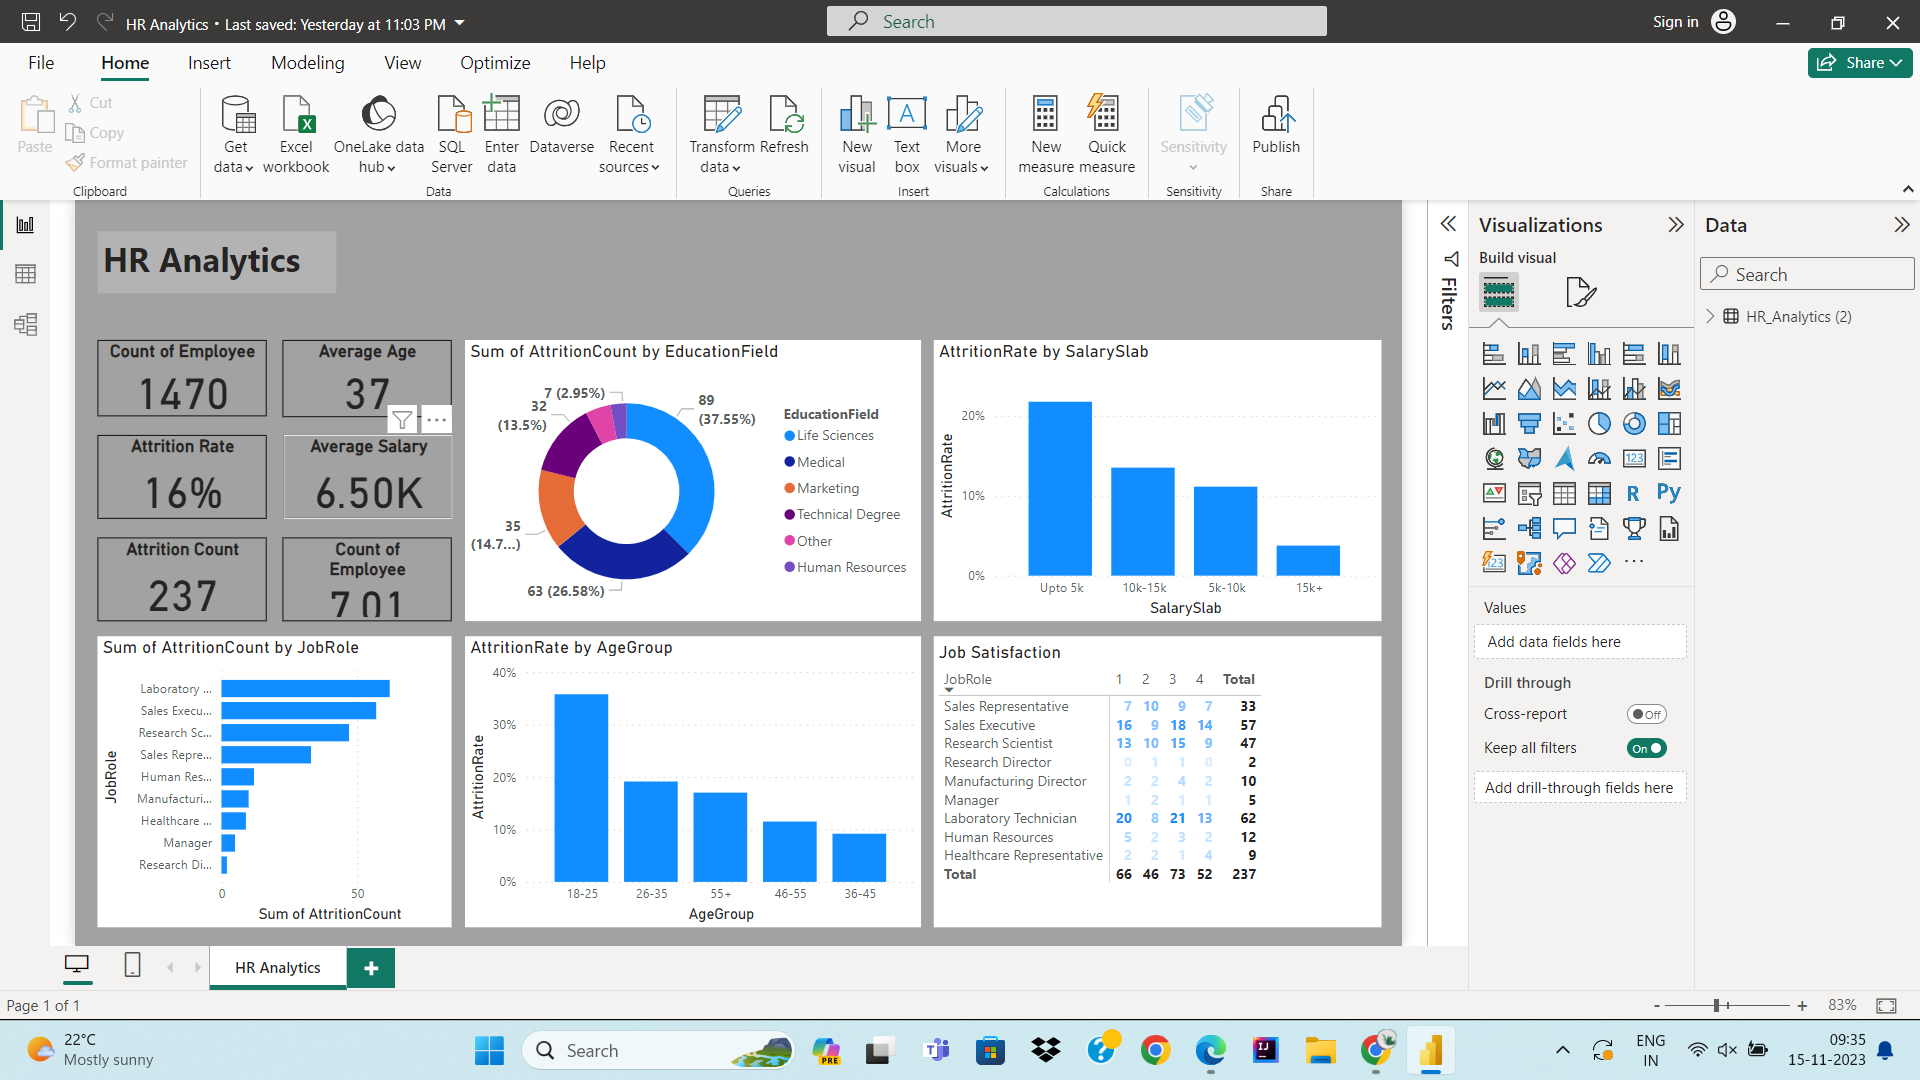 HR Analytics • Last saved: Yesterday at 11:03 PM
Search
Sign in
File
Home
Insert
Modeling
View
Optimize
Help
Share
Paste
Cut
Copy
Format painter
Clipboard
Get data
Excel workbook
OneLake data hub
SQL Server
Enter data
Dataverse
Recent sources
Data
Transform data
Refresh
Queries
New visual
Text box
More visuals
Insert
New measure
Quick measure
Calculations
Sensitivity
Sensitivity
Publish
Share
HR Analytics
Count of Employee
1470
Average Age
37
Attrition Rate
16%
Average Salary
6.50K
Attrition Count
237
Count of
Employee
7.01
Sum of AttritionCount by EducationField
7 (2.95%)
32
(13.5%)
89
(37.55%)
35
(14.7...)
63 (26.58%)
EducationField
Life Sciences
Medical
Marketing
Technical Degree
Other
Human Resources
AttritionRate by SalarySlab
AttritionRate
20%
10%
0%
Upto 5k 10k-15k 5k-10k 15k+
SalarySlab
Sum of AttritionCount by JobRole
JobRole
Laboratory ...
Sales Execu...
Research Sc...
Sales Repre...
Human Res...
Manufacturi...
Healthcare ...
Manager
Research Di...
0 50
Sum of AttritionCount
AttritionRate by AgeGroup
AttritionRate
40%
30%
20%
10%
0%
18-25 26-35 55+ 46-55 36-45
AgeGroup
Job Satisfaction
JobRole 1 2 3 4 Total
Sales Representative 7 10 9 7 33
Sales Executive 16 9 18 14 57
Research Scientist 13 10 15 9 47
Research Director 0 1 1 0 2
Manufacturing Director 2 2 4 2 10
Manager 1 2 1 1 5
Laboratory Technician 20 8 21 13 62
Human Resources 5 2 3 2 12
Healthcare Representative 2 2 1 4 9
Total 66 46 73 52 237
Filters
Visualizations
Build visual
123
R
Py
123
Values
Add data fields here
Drill through
Cross-report
Off
Keep all filters
On
Add drill-through fields here
Data
Search
HR_Analytics (2)
HR Analytics
Page 1 of 1
- + 83%
22°C
Mostly sunny
Search
PRE
IJ
ENG
IN
09:35
15-11-2023